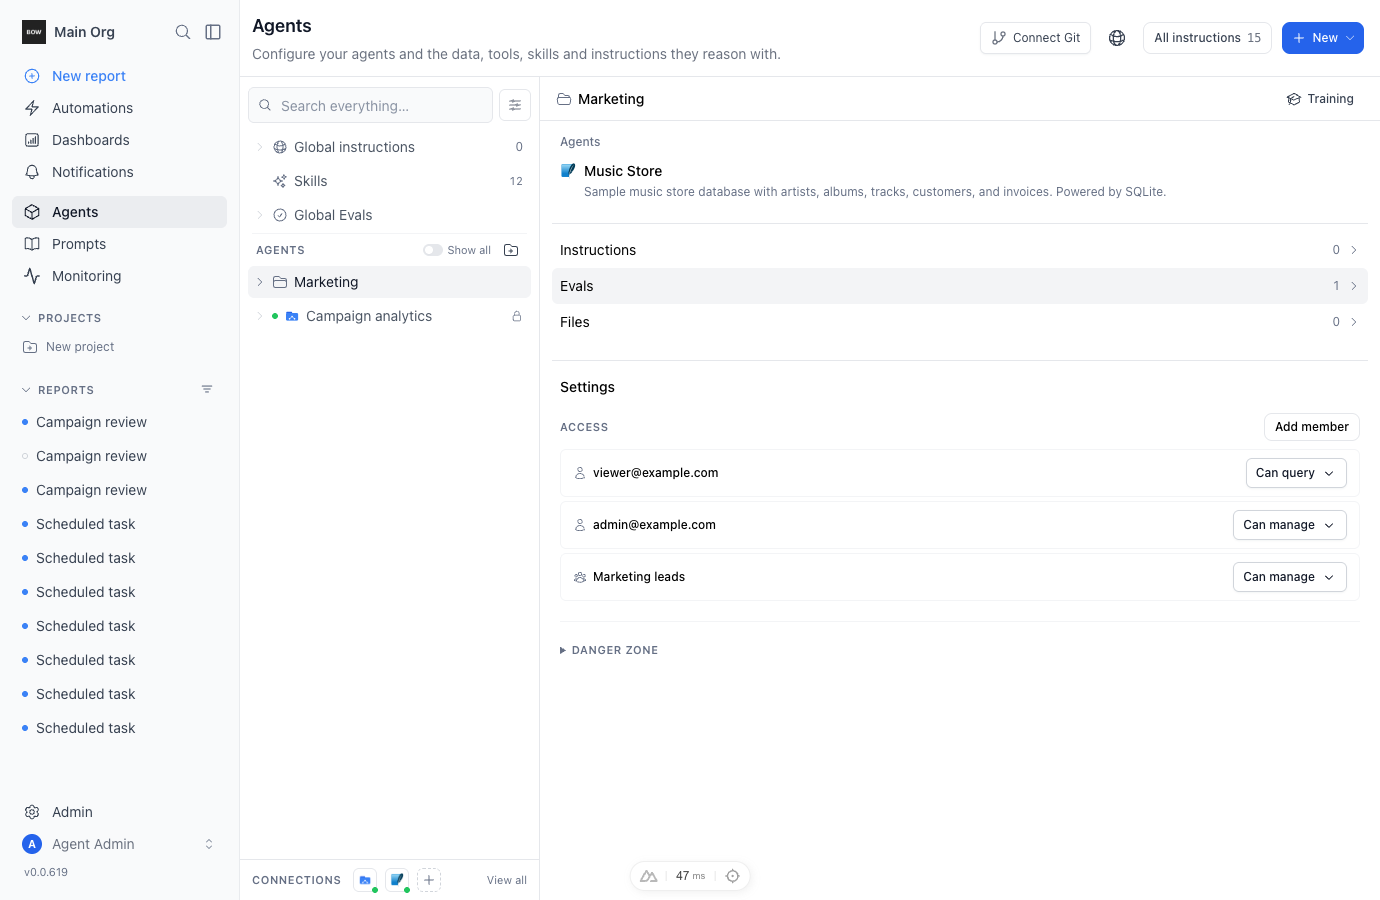 BOW
Main Org
New report
Automations
Dashboards
Notifications
Agents
Prompts
Monitoring
PROJECTS
New project
REPORTS
Campaign review
Campaign review
Campaign review
Scheduled task
Scheduled task
Scheduled task
Scheduled task
Scheduled task
Scheduled task
Scheduled task
Admin
A Agent Admin
v0.0.619
Agents
Configure your agents and the data, tools, skills and instructions they reason with.
Connect Git
All instructions 15
New
Search everything...
Global instructions 0
Skills 12
Global Evals
AGENTS Show all
Marketing
Campaign analytics
CONNECTIONS View all
Marketing
Training
Agents
Music Store
Sample music store database with artists, albums, tracks, customers, and invoices. Powered by SQLite.
Instructions 0
Evals 1
Files 0
Settings
ACCESS Add member
viewer@example.com Can query
admin@example.com Can manage
Marketing leads Can manage
DANGER ZONE
47 ms